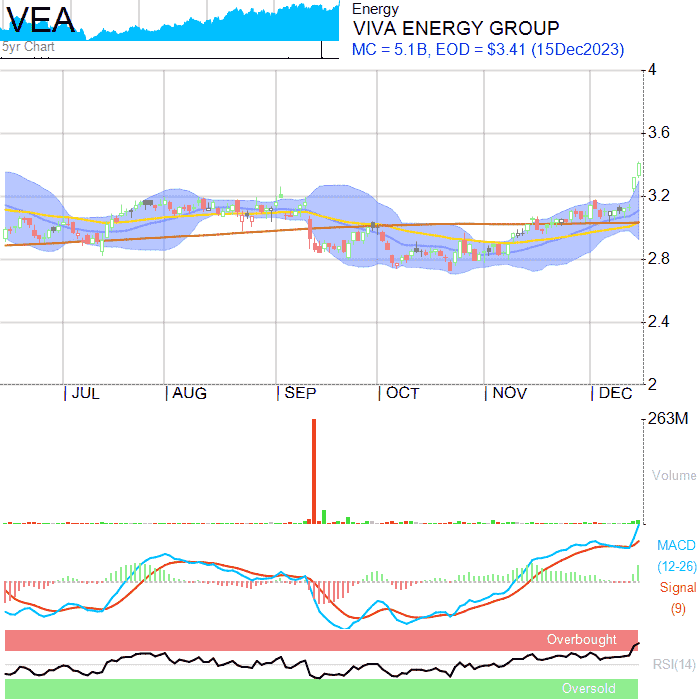 VEA
5yr Chart
Energy
VIVA ENERGY GROUP
MC = 5.1B, EOD = $3.41 (15Dec2023)
4
3.6
3.2
2.8
2.4
2
JUL AUG SEP OCT NOV DEC
263M
Volume
MACD
(12-26)
Signal
(9)
Overbought
RSI(14)
Oversold